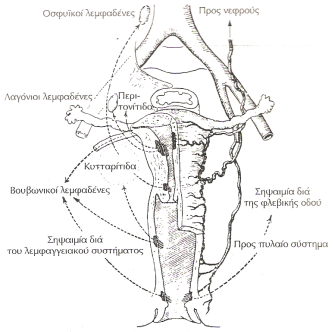 Οσφυϊκοί λεμφαδένες
Προς νεφρούς
Λαγόνιοι λεμφαδένες
Περι-
τονίτιδα
Κυτταρίτιδα
Βουβωνικοί λεμφαδένες
Σηψαιμία διά
της φλεβικής οδού
Σηψαιμία διά
του λεμφαγγειακού συστήματος
Προς πυλαίο σύστημα